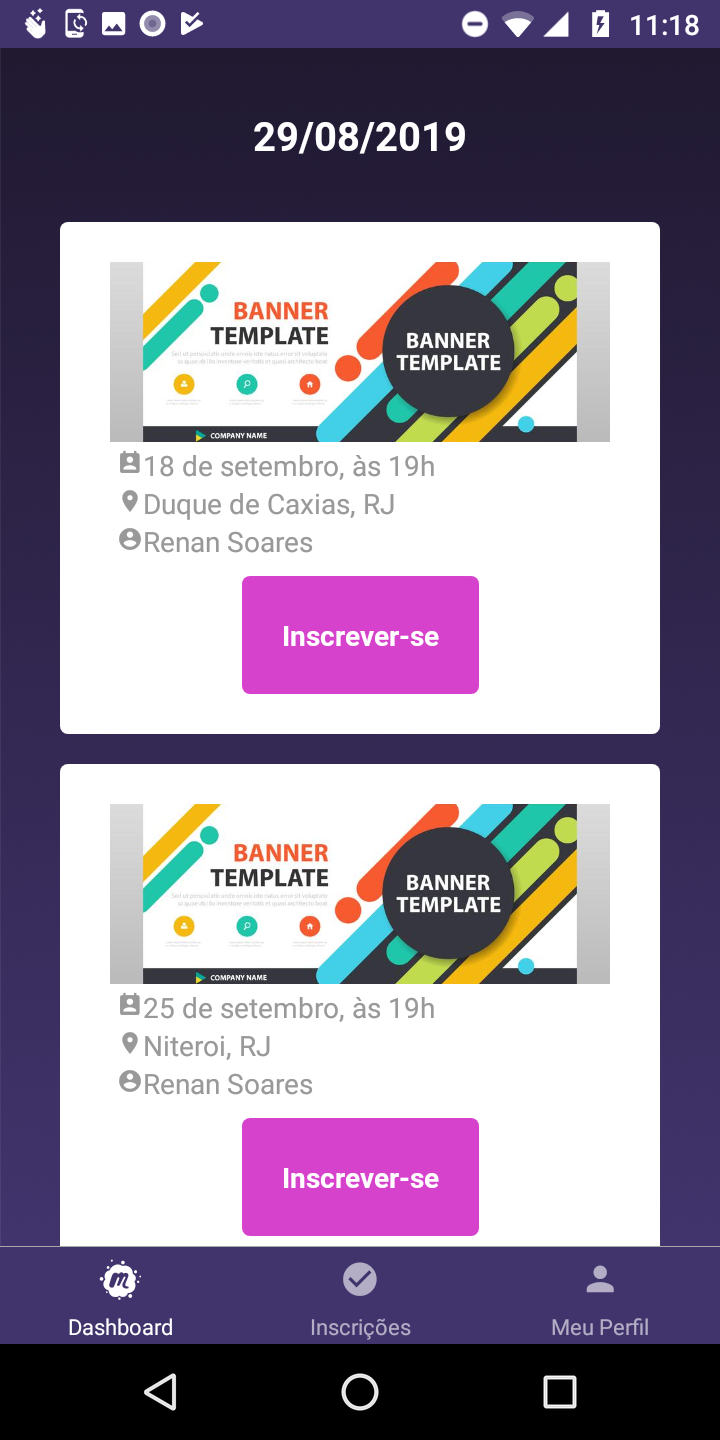 11:18
29/08/2019
BANNER
TEMPLATE
BANNER
TEMPLATE
COMPANY NAME
18 de setembro, às 19h
Duque de Caxias, RJ
Renan Soares
Inscrever-se
BANNER
TEMPLATE
BANNER
TEMPLATE
COMPANY NAME
25 de setembro, às 19h
Niteroi, RJ
Renan Soares
Inscrever-se
Dashboard
Inscrições
Meu Perfil